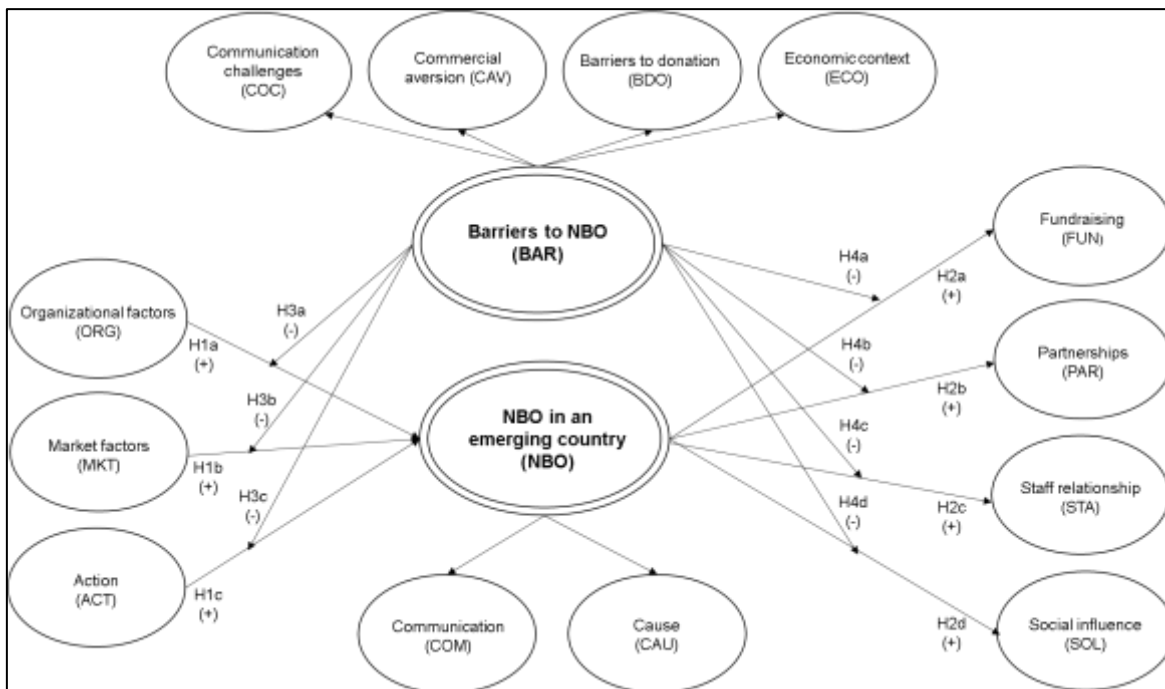 Communication
challenges
(COC)
Commercial
aversion (CAV)
Barriers to donation
(BDO)
Economic context
(ECO)
Barriers to NBO
(BAR)
Fundraising
(FUN)
H4a
(-)
H2a
(+)
Organizational factors
(ORG)
H3a
(-)
H1a
(+)
H4b
(-)
Partnerships
(PAR)
H2b
(+)
H3b
(-)
NBO in an
emerging country
(NBO)
Market factors
(MKT)
H1b
(+)
H4c
(-)
H3c
(-)
H4d
(-)
Staff relationship
(STA)
H2c
(+)
Action
(ACT)
H1c
(+)
Communication
(COM)
Cause
(CAU)
H2d
(+)
Social influence
(SOL)